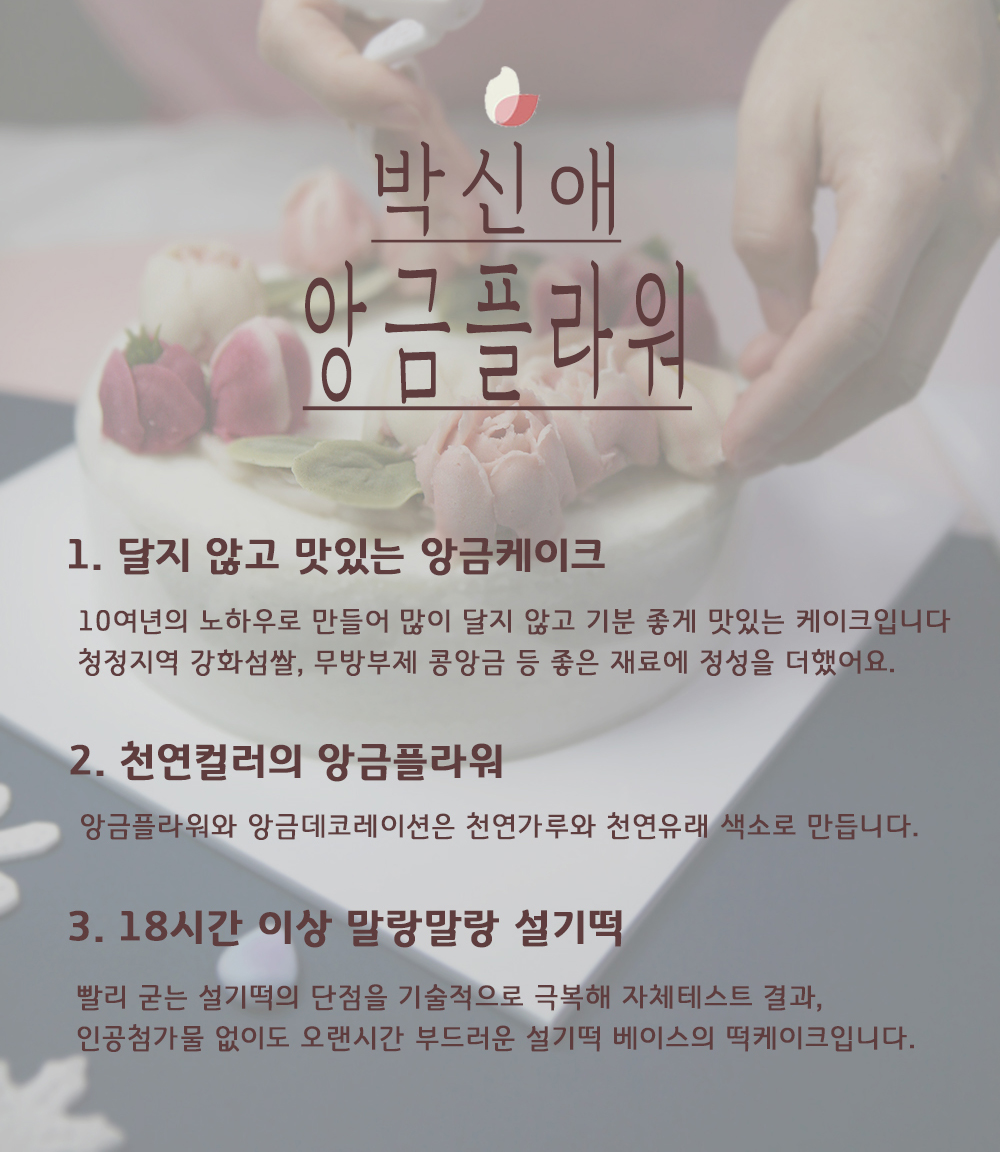 박신애
앙금플라워
1. 달지 않고 맛있는 앙금케이크
10여년의 노하우로 만들어 많이 달지 않고 기분 좋게 맛있는 케이크입니다
청정지역 강화섬쌀, 무방부제 콩앙금 등 좋은 재료에 정성을 더했어요.
2. 천연컬러의 앙금플라워
앙금플라워와 앙금데코레이션은 천연가루와 천연유래 색소로 만듭니다.
3. 18시간 이상 말랑말랑 설기떡
빨리 굳는 설기떡의 단점을 기술적으로 극복해 자체테스트 결과,
인공첨가물 없이도 오랜시간 부드러운 설기떡 베이스의 떡케이크입니다.